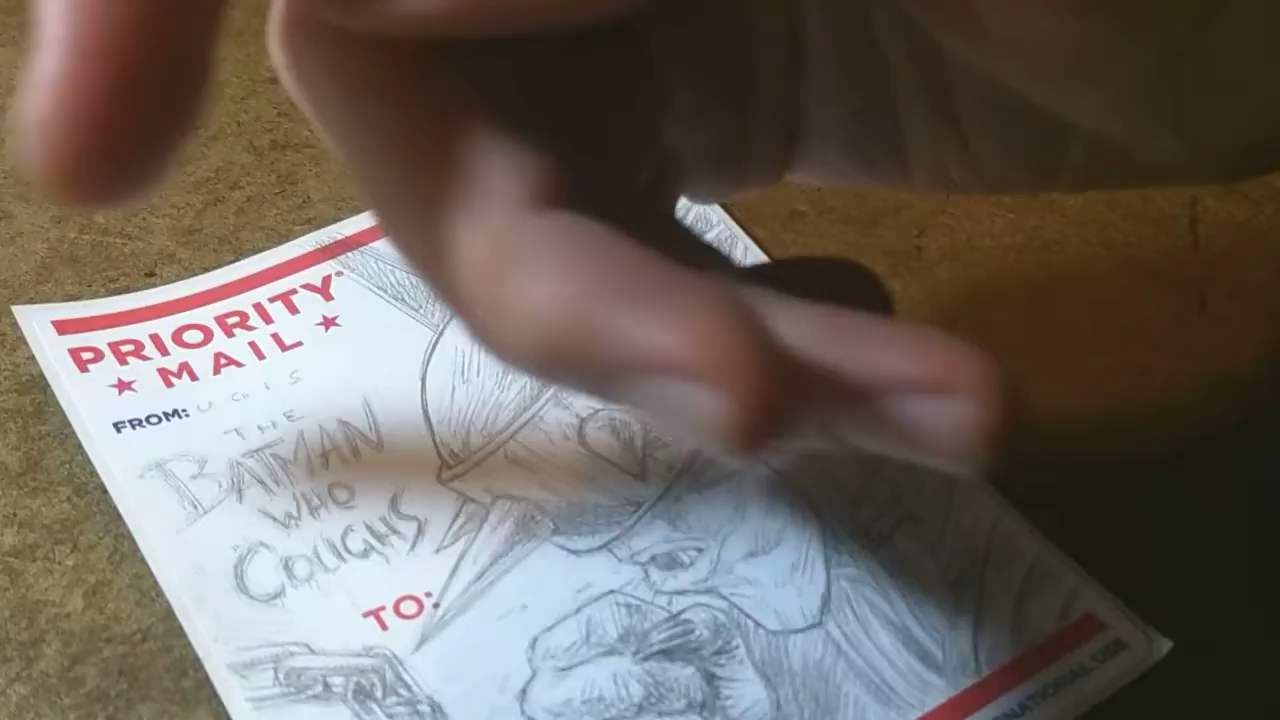 PRIORITY
MAIL
FROM:
THE
BATMAN
WHO
COUGHS
TO: